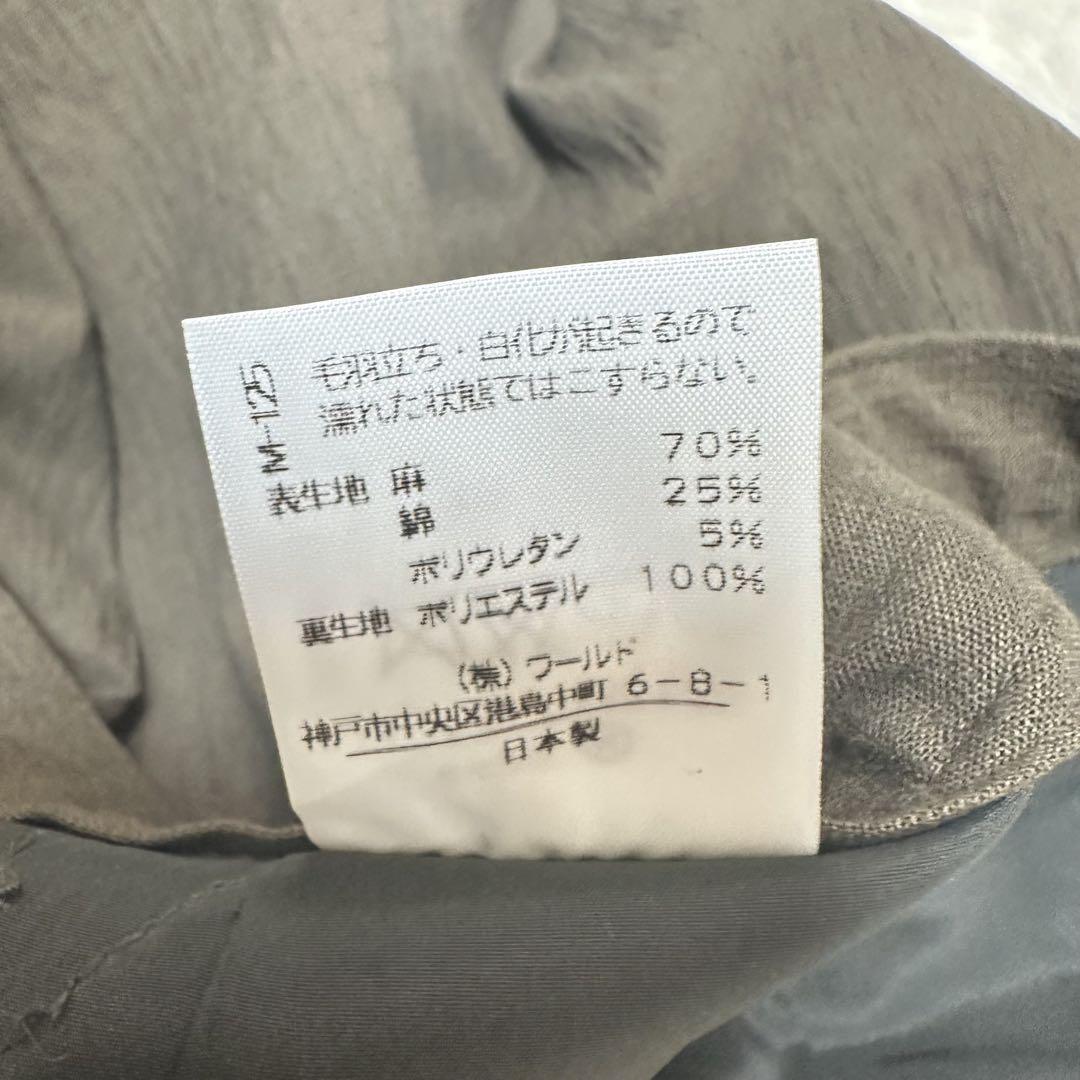 M-125
毛羽立ち・白化が起きるので
濡れた状態ではこすらない。
表生地 麻 70%
綿 25%
ポリウレタン 5%
裏生地 ポリエステル 100%
(株) ワールド
神戸市中央区港島中町 6-8-1
日本製